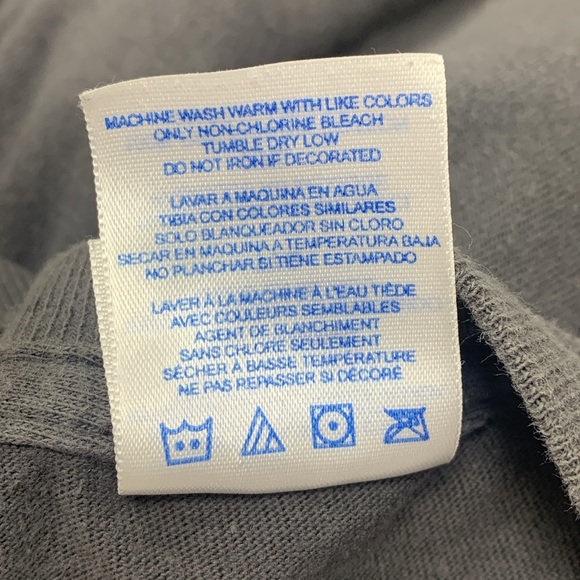 MACHINE WASH WARM WITH LIKE COLORS
ONLY NON-CHLORINE BLEACH
TUMBLE DRY LOW
DO NOT IRON IF DECORATED
LAVAR A MAQUINA EN AGUA
TIBIA CON COLORES SIMILARES
SOLO BLANQUEADOR SIN CLORO
SECAR EN MAQUINA A TEMPERATURA BAJA
NO PLANCHAR SI TIENE ESTAMPADO
LAVER À LA MACHINE À L'EAU TIÈDE
AVEC COULEURS SEMBLABLES
AGENT DE BLANCHIMENT
SANS CHLORE SEULEMENT
SÉCHER À BASSE TEMPÉRATURE
NE PAS REPASSER SI DÉCORÉ